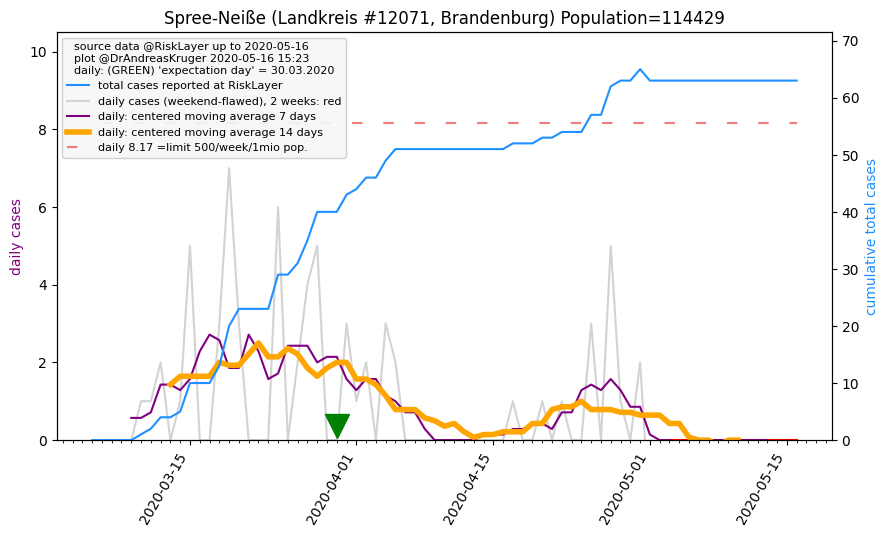 Spree-Neiße (Landkreis #12071, Brandenburg) Population=114429
source data @RiskLayer up to 2020-05-16
plot @DrAndreasKruger 2020-05-16 15:23
daily: (GREEN) 'expectation day' = 30.03.2020
total cases reported at RiskLayer
daily cases (weekend-flawed), 2 weeks: red
daily: centered moving average 7 days
daily: centered moving average 14 days
daily 8.17 =limit 500/week/1mio pop.
daily cases
10
8
6
4
2
0
70
60
50
40
30
20
10
0
cumulative total cases
2020-03-15
2020-04-01
2020-04-15
2020-05-01
2020-05-15